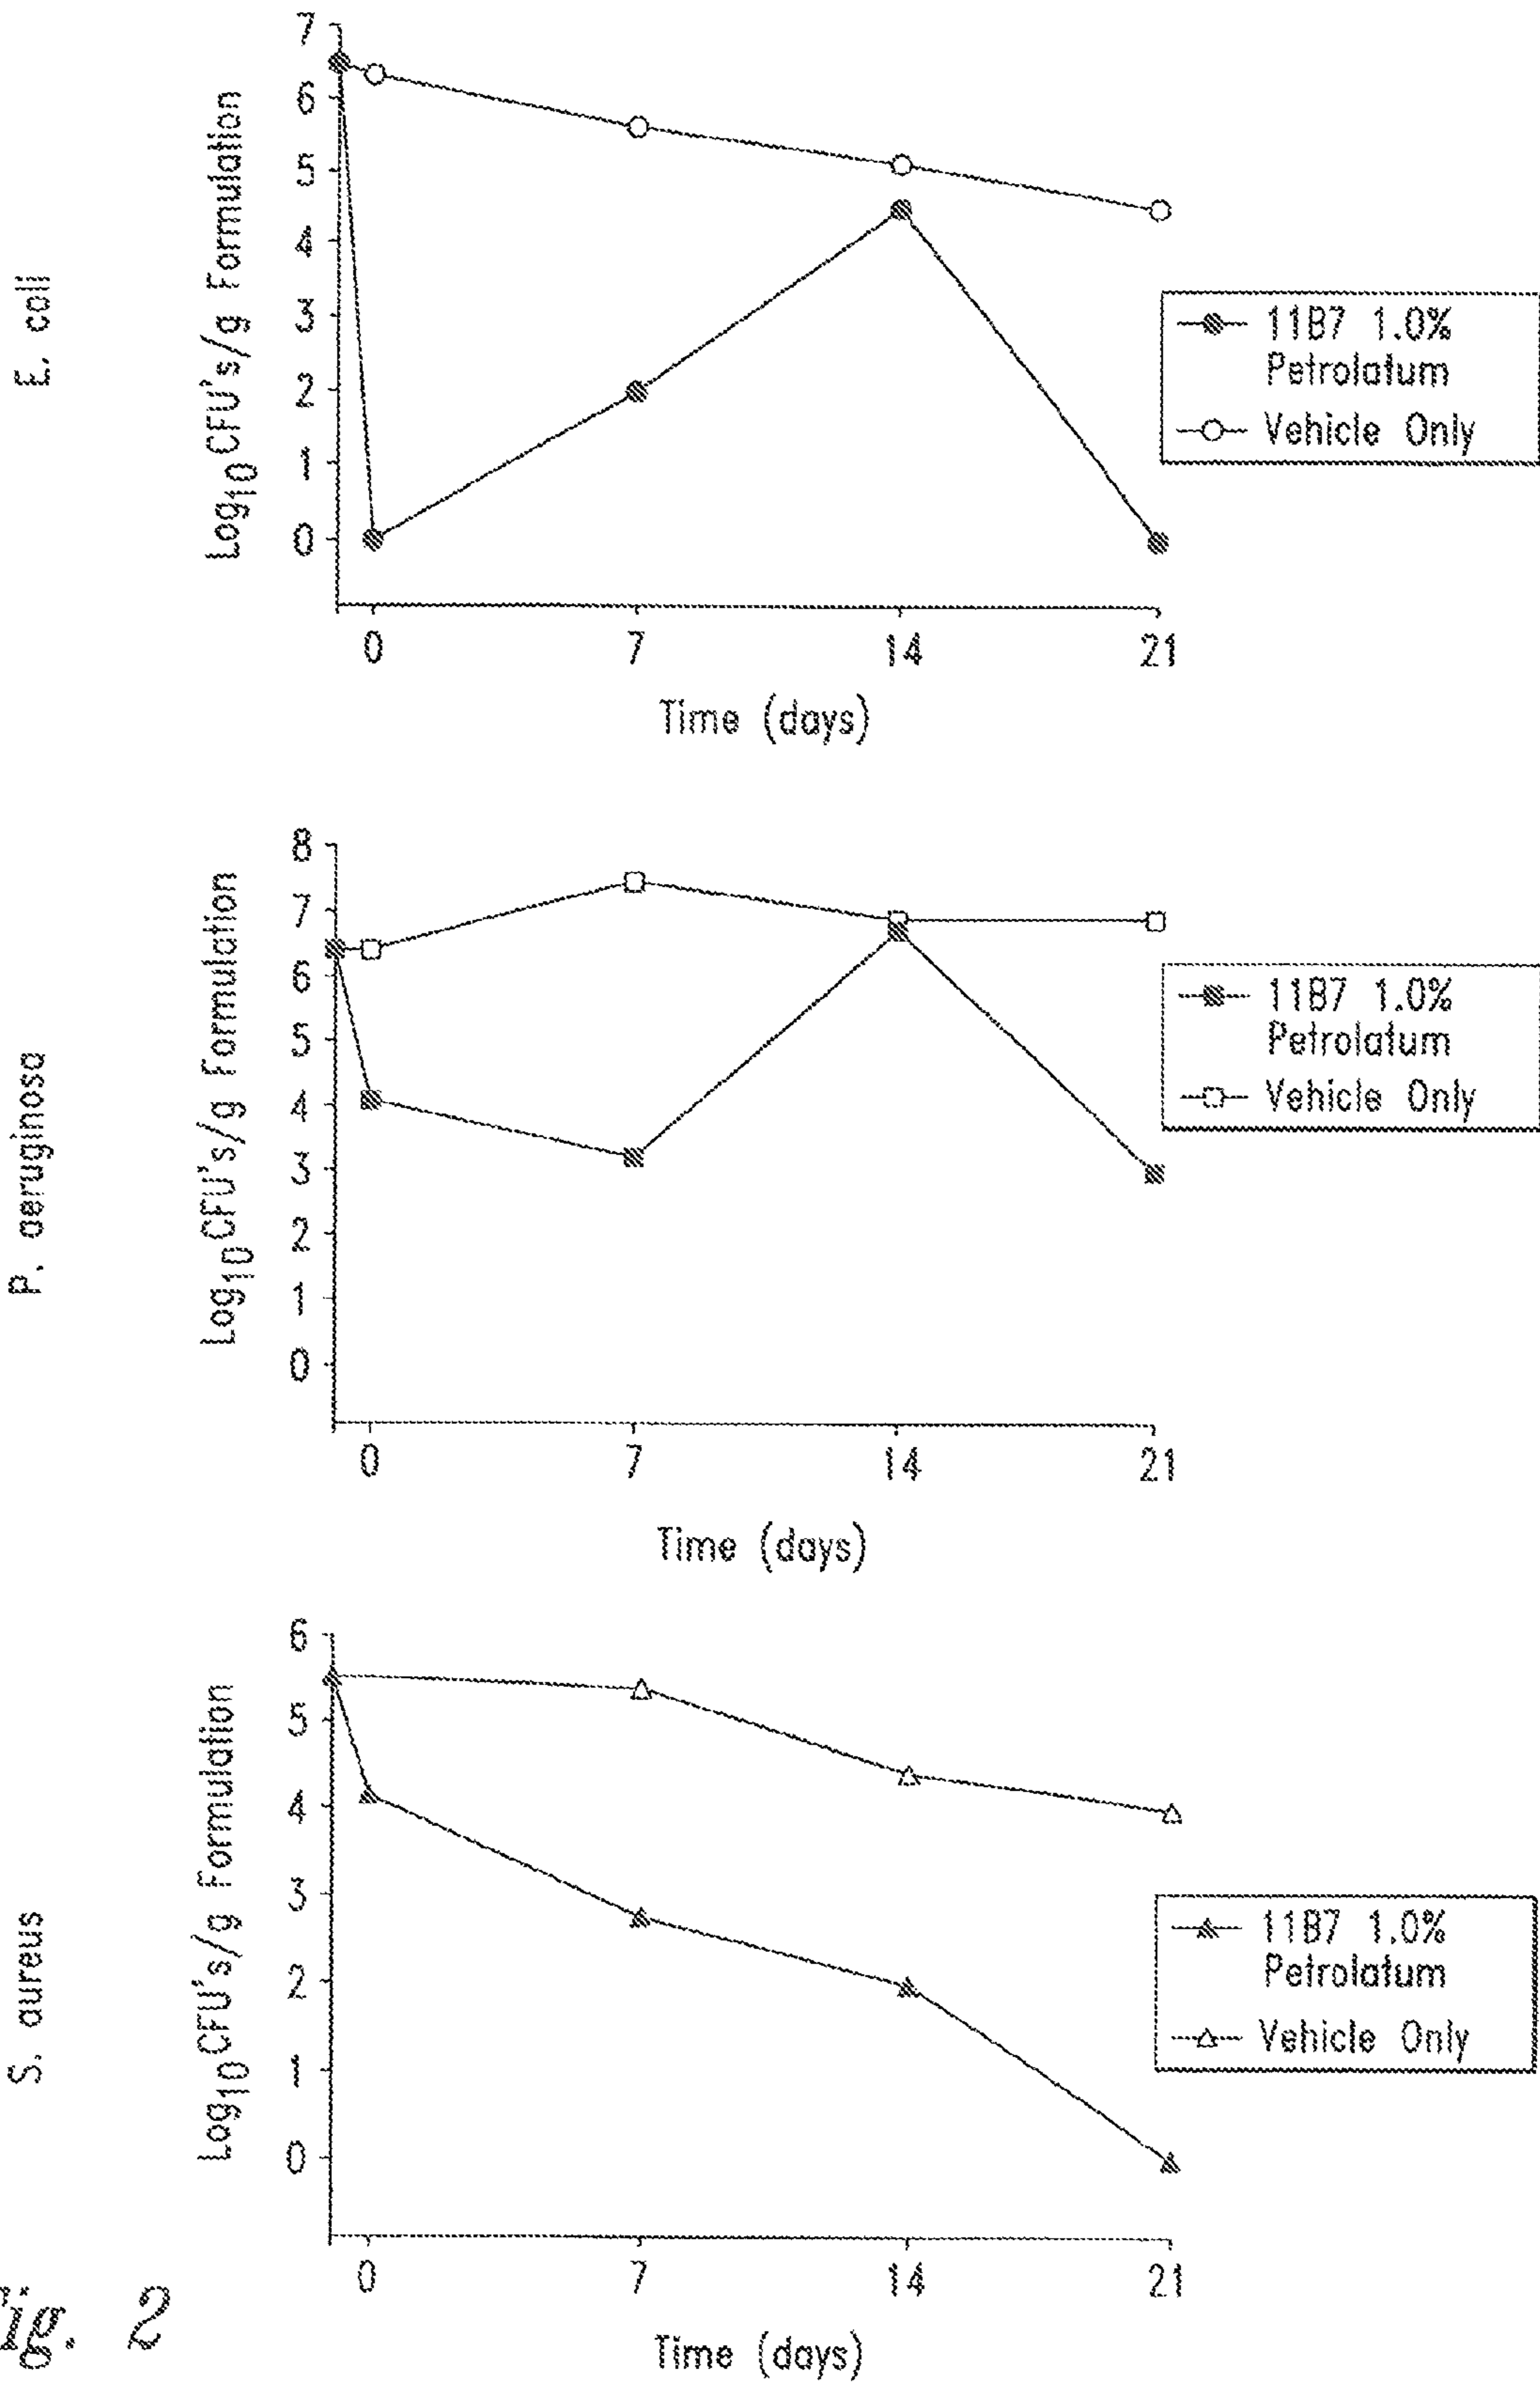 E. coli
Log10CFU's/g Formulation
7
6
5
4
3
2
1
0
0 7 14 21
Time (days)
11B7 1.0%
Petrolatum
Vehicle Only
P. aeruginosa
Log10CFU's/g Formulation
8
7
6
5
4
3
2
1
0
0 7 14 21
Time (days)
11B7 1.0%
Petrolatum
Vehicle Only
S. aureus
Log10CFU's/g Formulation
6
5
4
3
2
1
0
0 7 14 21
Time (days)
11B7 1.0%
Petrolatum
Vehicle Only
Fig. 2